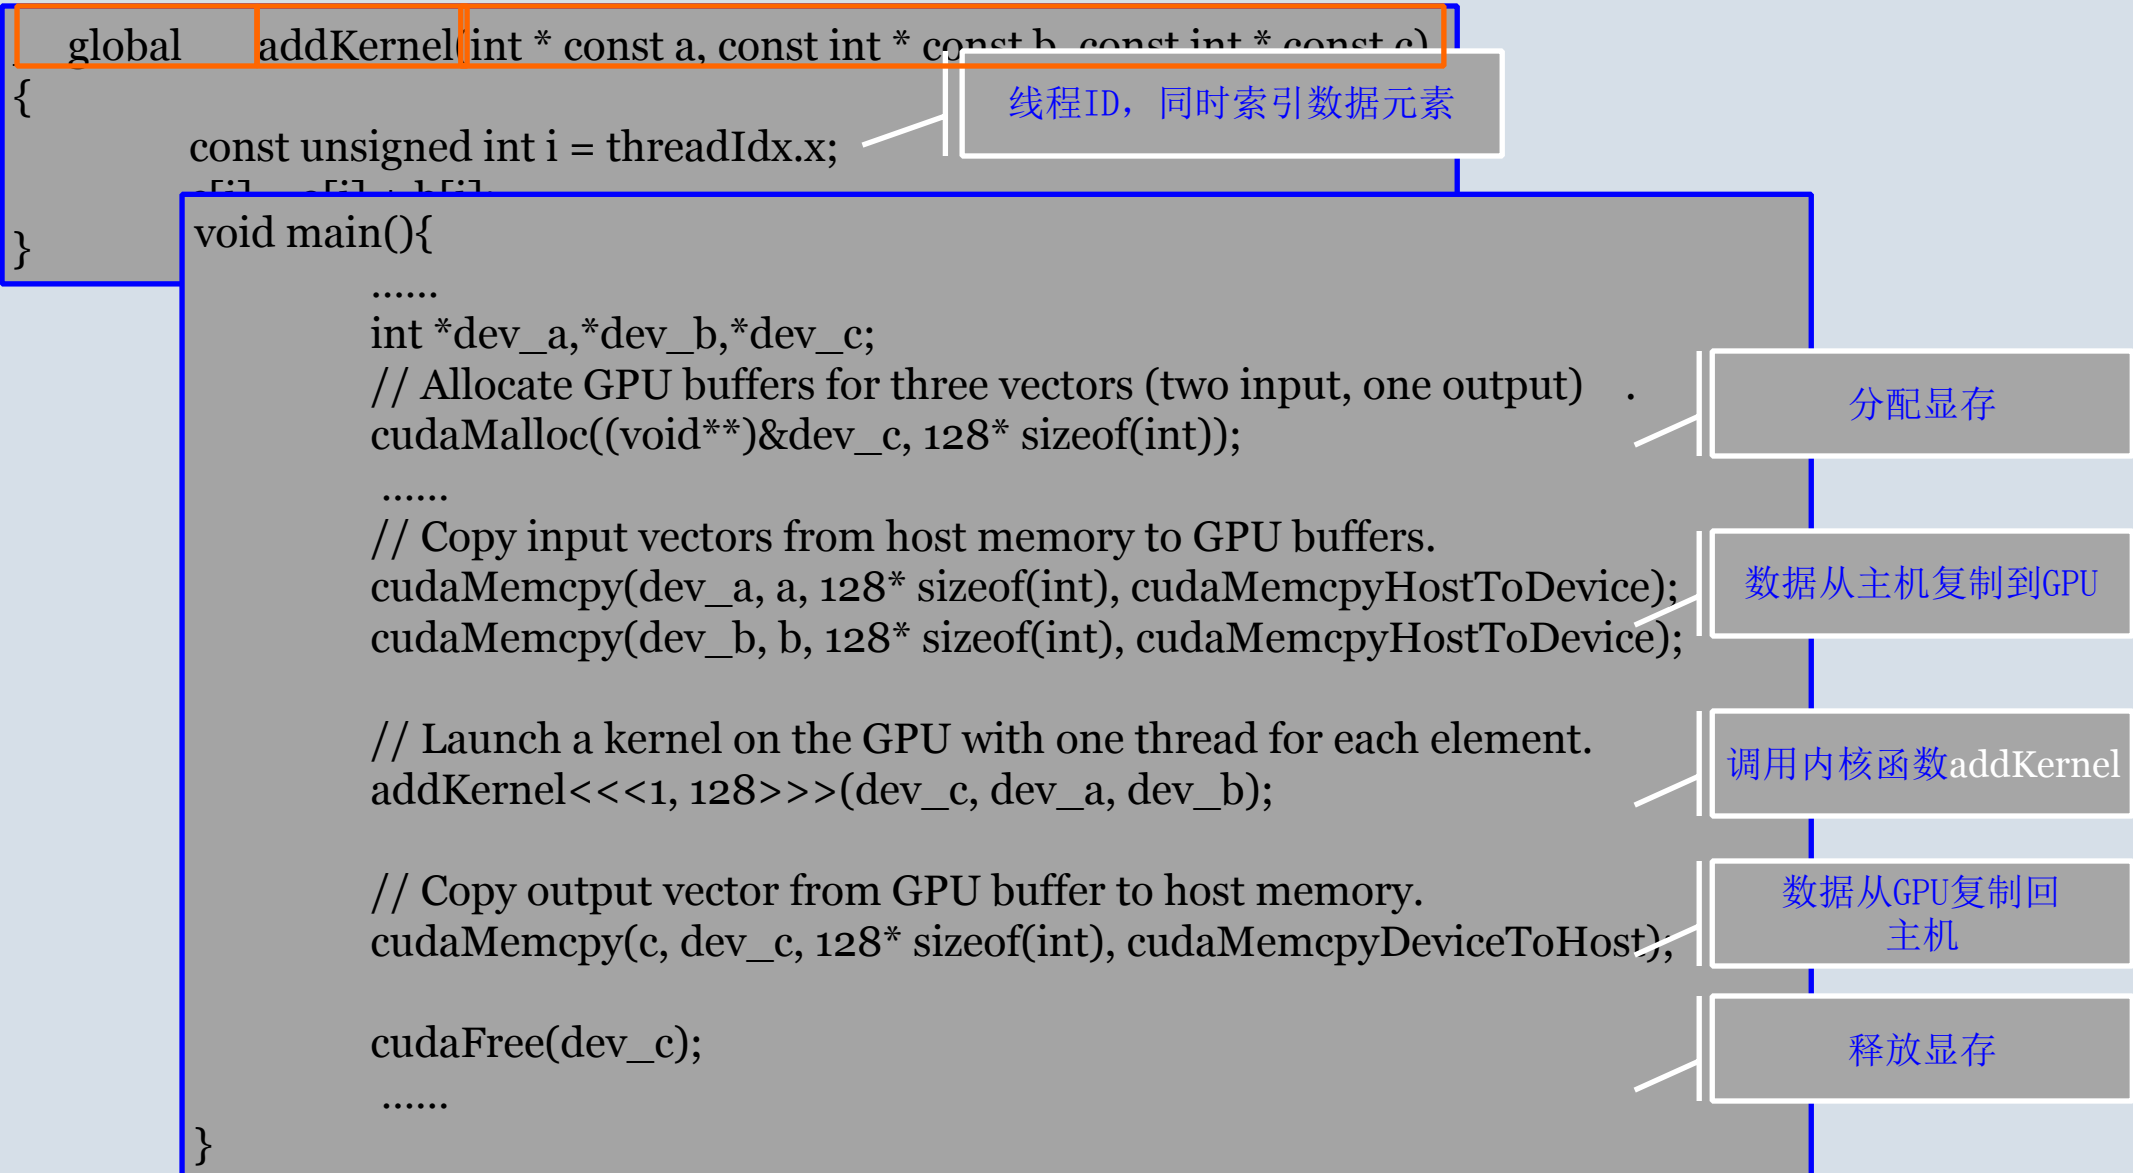 global addKernel(int * const a, const int * const b, const int * const c)
{
线程ID，同时索引数据元素
const unsigned int i = threadIdx.x;
}
void main(){
......
int *dev_a,*dev_b,*dev_c;
// Allocate GPU buffers for three vectors (two input, one output) .
cudaMalloc((void**)&dev_c, 128* sizeof(int));
分配显存
......
// Copy input vectors from host memory to GPU buffers.
cudaMemcpy(dev_a, a, 128* sizeof(int), cudaMemcpyHostToDevice);
cudaMemcpy(dev_b, b, 128* sizeof(int), cudaMemcpyHostToDevice);
数据从主机复制到GPU
// Launch a kernel on the GPU with one thread for each element.
addKernel<<<1, 128>>>(dev_c, dev_a, dev_b);
调用内核函数addKernel
// Copy output vector from GPU buffer to host memory.
cudaMemcpy(c, dev_c, 128* sizeof(int), cudaMemcpyDeviceToHost);
数据从GPU复制回
主机
cudaFree(dev_c);
释放显存
......
}